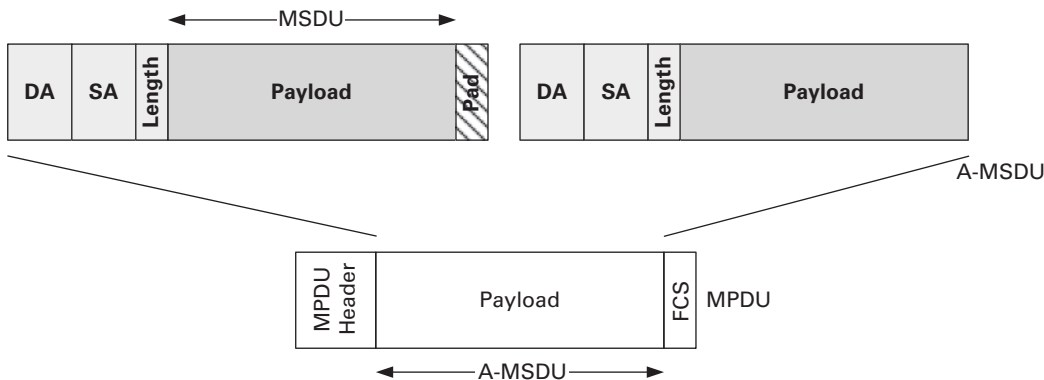 MSDU
DA SA Length Payload Pad DA SA Length Payload
A-MSDU
MPDU Header Payload FCS MPDU
A-MSDU